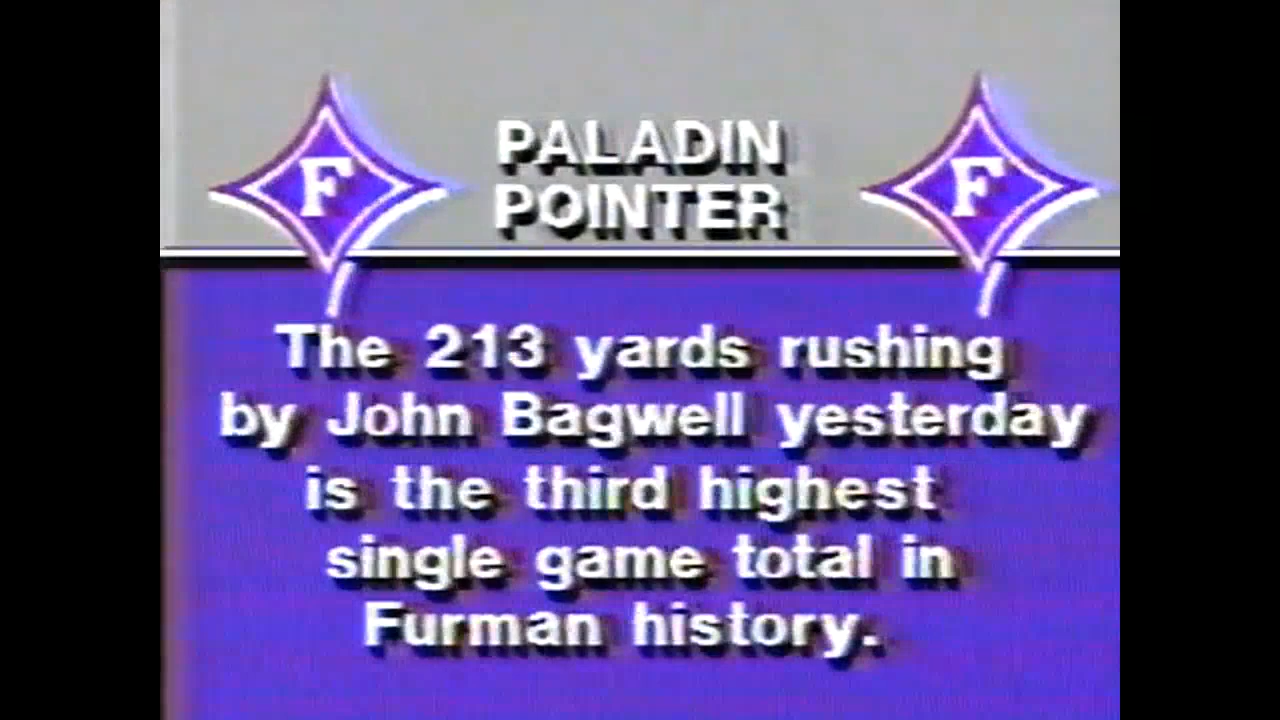 PALADIN
POINTER
F
F
The 213 yards rushing
by John Bagwell yesterday
is the third highest
single game total in
Furman history.